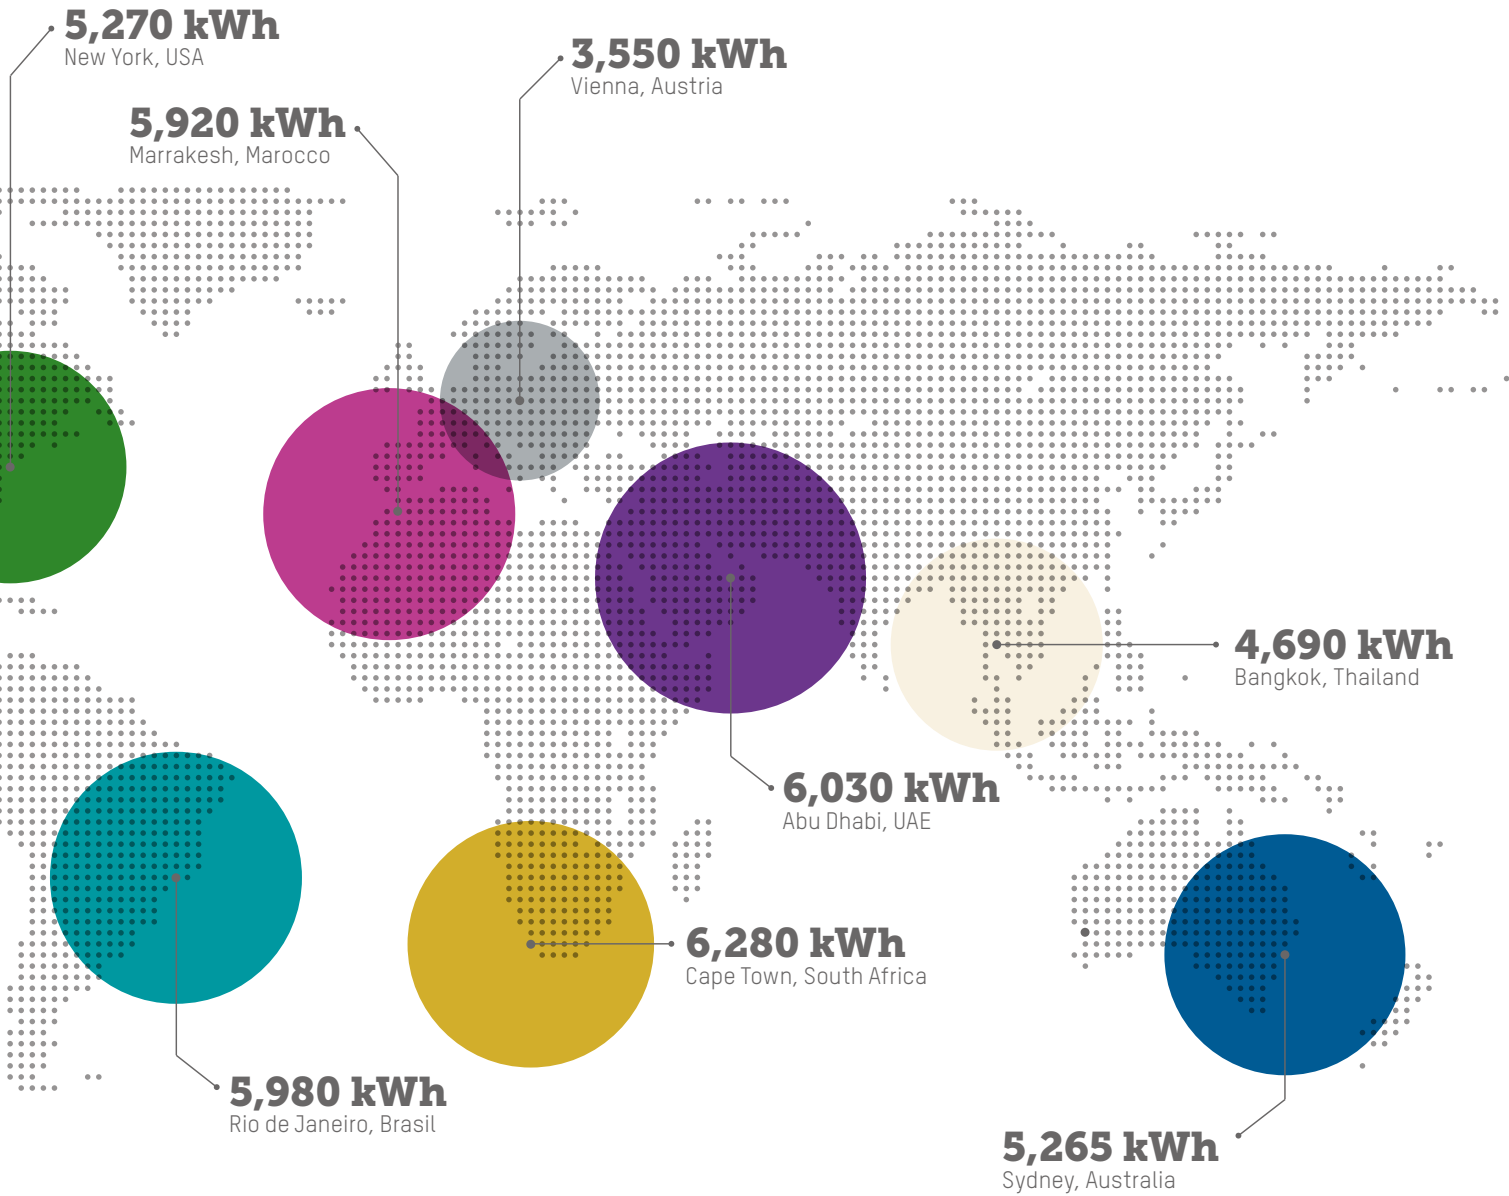 5,270 kWh
New York, USA
3,550 kWh
Vienna, Austria
5,920 kWh
Marrakesh, Marocco
4,690 kWh
Bangkok, Thailand
6,030 kWh
Abu Dhabi, UAE
6,280 kWh
Cape Town, South Africa
5,980 kWh
Rio de Janeiro, Brasil
5,265 kWh
Sydney, Australia